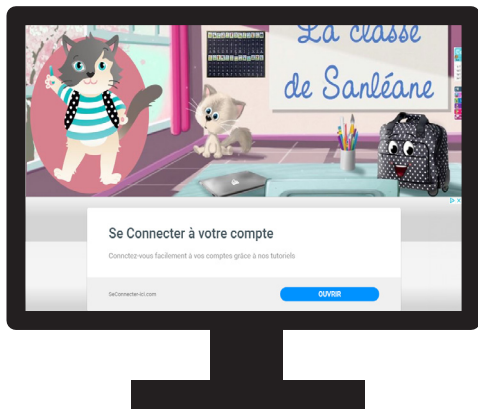 La classe
de Sanléane
Se Connecter à votre compte
Connctez-vous facilement à vos comptes grâce à nos tutoriels
SeConnecter-ici.com
OUVRIR